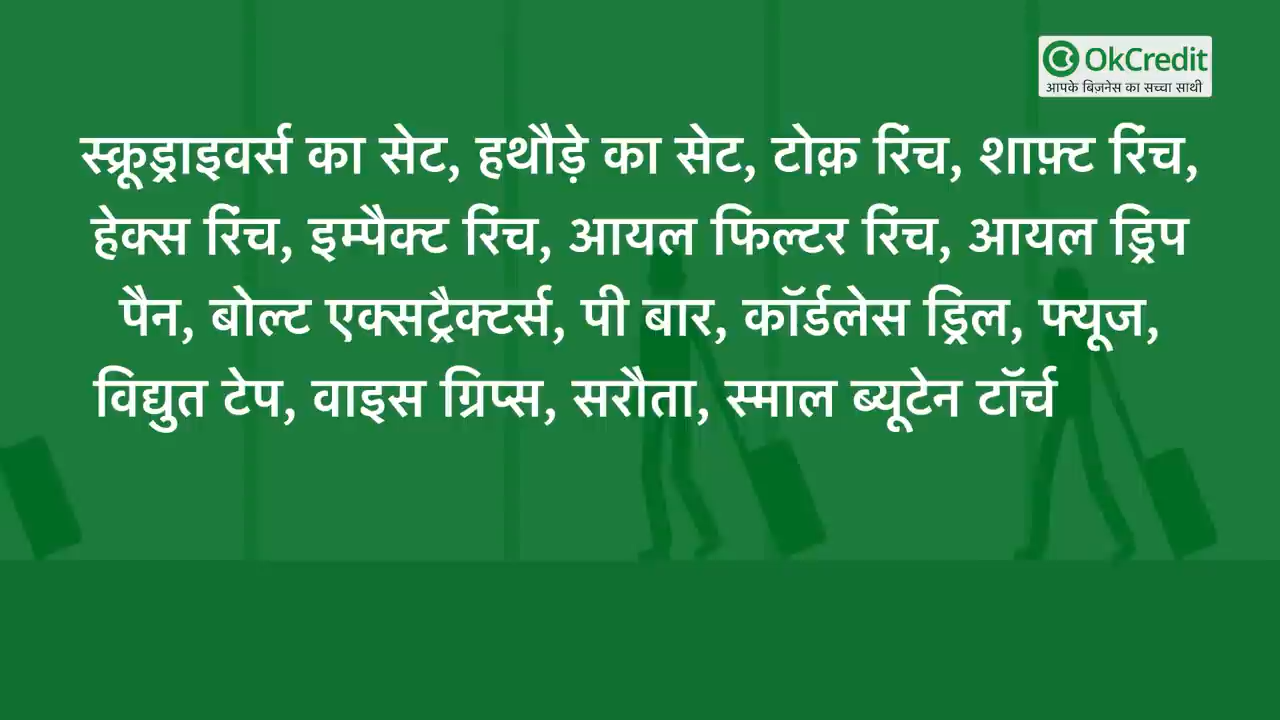 OkCredit
आपके बिज़नेस का सच्चा साथी
स्क्रूड्राइवर्स का सेट, हथौड़े का सेट, टोक़ रिंच, शाफ़्ट रिंच,
हेक्स रिंच, इम्पैक्ट रिंच, आयल फिल्टर रिंच, आयल ड्रिप
पैन, बोल्ट एक्सट्रैक्टर्स, पी बार, कॉर्डलेस ड्रिल, फ्यूज,
विद्युत टेप, वाइस ग्रिप्स, सरौता, स्माल ब्यूटेन टॉर्च